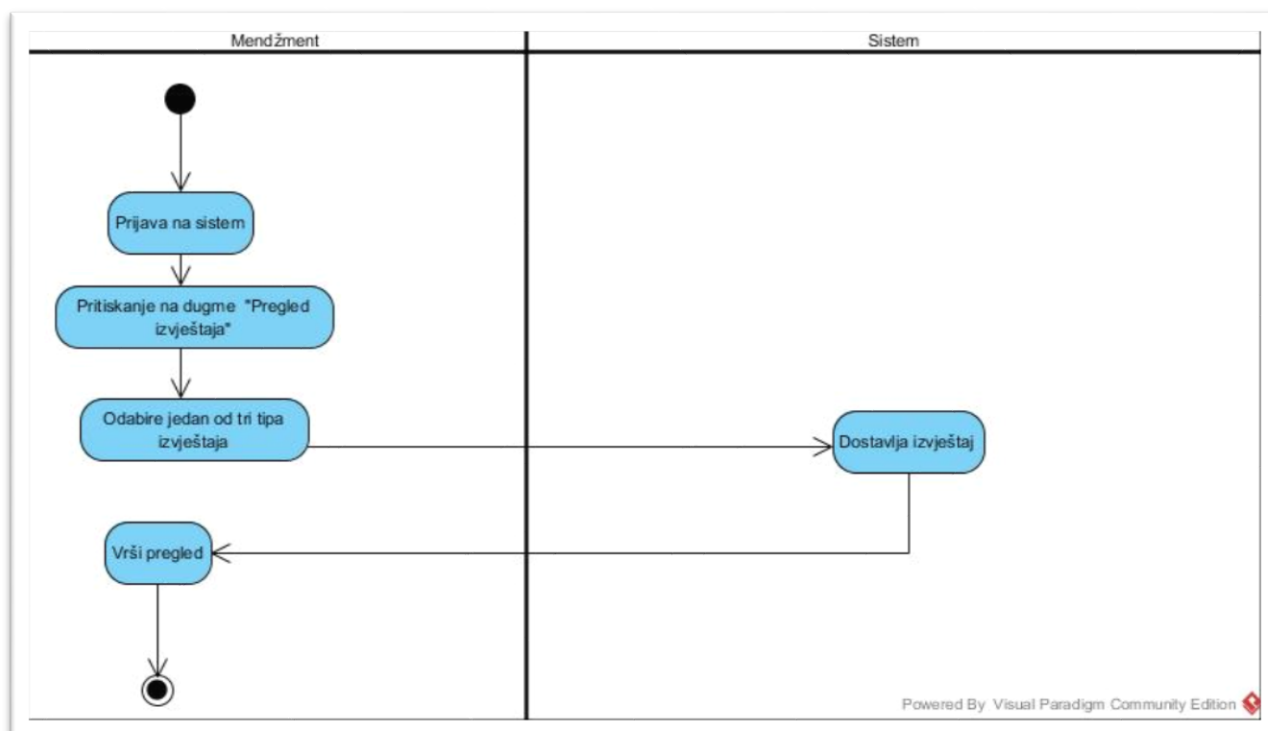 Mendžment
Sistem
Prijava na sistem
Pritiskanje na dugme "Pregled
izvještaja"
Odabire jedan od tri tipa
izvještaja
Dostavlja izvještaj
Vrši pregled
Powered By Visual Paradigm Community Edition